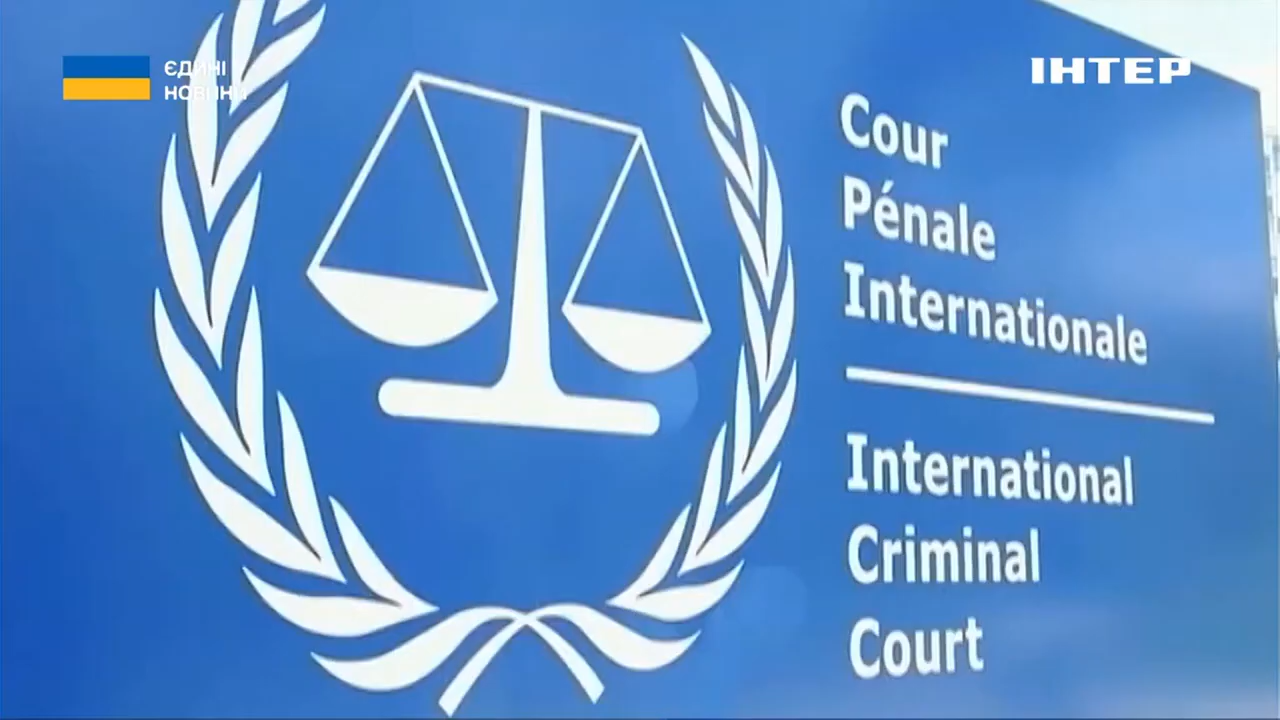 ЄДИНІ
НОВИНИ
ІНТЕР
Cour
Pénale
Internationale
International
Criminal
Court